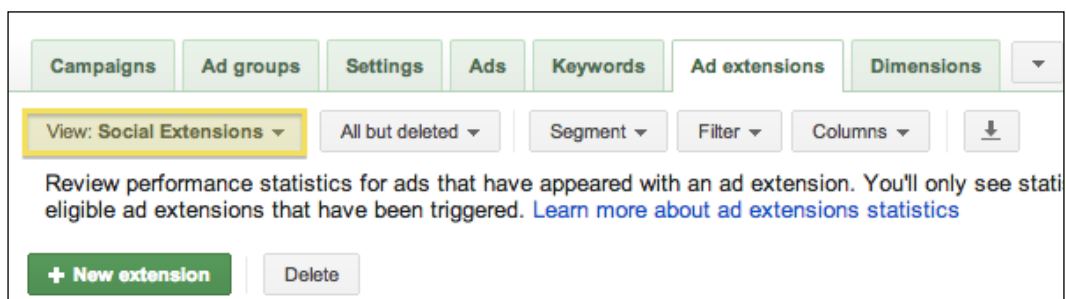 Campaigns Ad groups Settings Ads Keywords Ad extensions Dimensions
View: Social Extensions All but deleted Segment Filter Columns
Review performance statistics for ads that have appeared with an ad extension. You'll only see stati
eligible ad extensions that have been triggered. Learn more about ad extensions statistics
+ New extension Delete